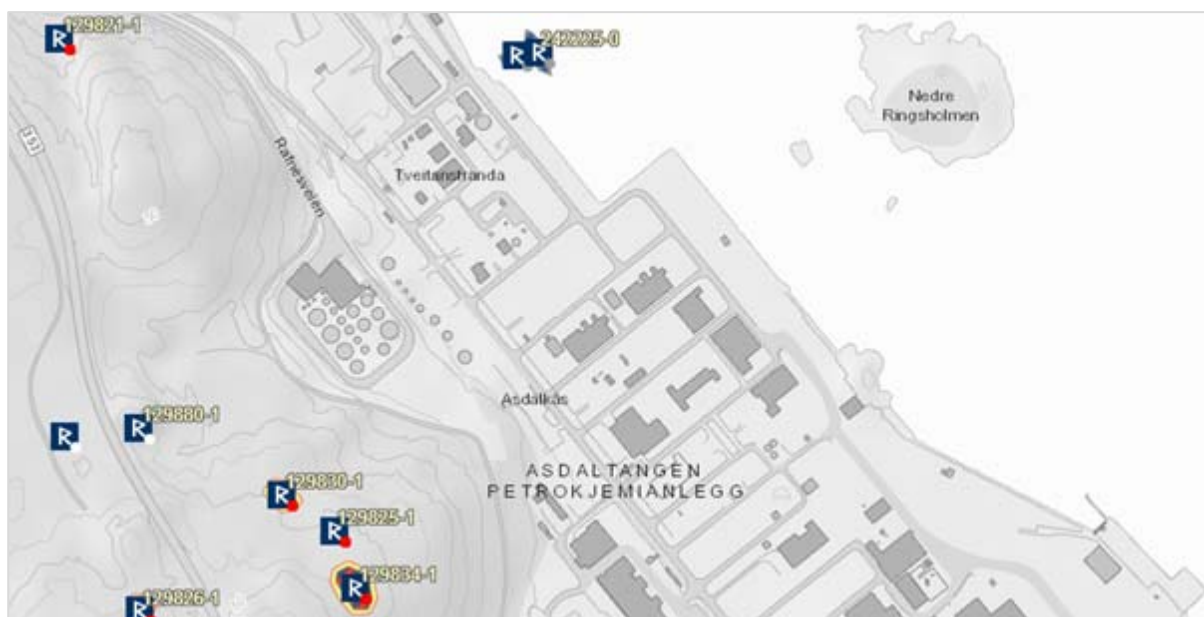 129821-1
242225-0
Nedre
Ringsholmen
353
Tveitanstranda
Rafnesveien
Asdalkås
129880-1
ASDALTANGEN
PETROKJEMIANLEGG
129830-1
129825-1
129834-1
129826-1